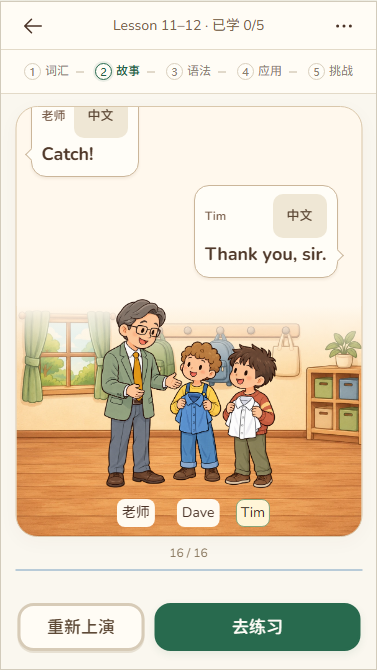 Lesson 11–12 · 已学 0/5
1 词汇 2 故事 3 语法 4 应用 5 挑战
老师 中文
Catch!
Tim 中文
Thank you, sir.
老师 Dave Tim
16 / 16
重新上演 去练习